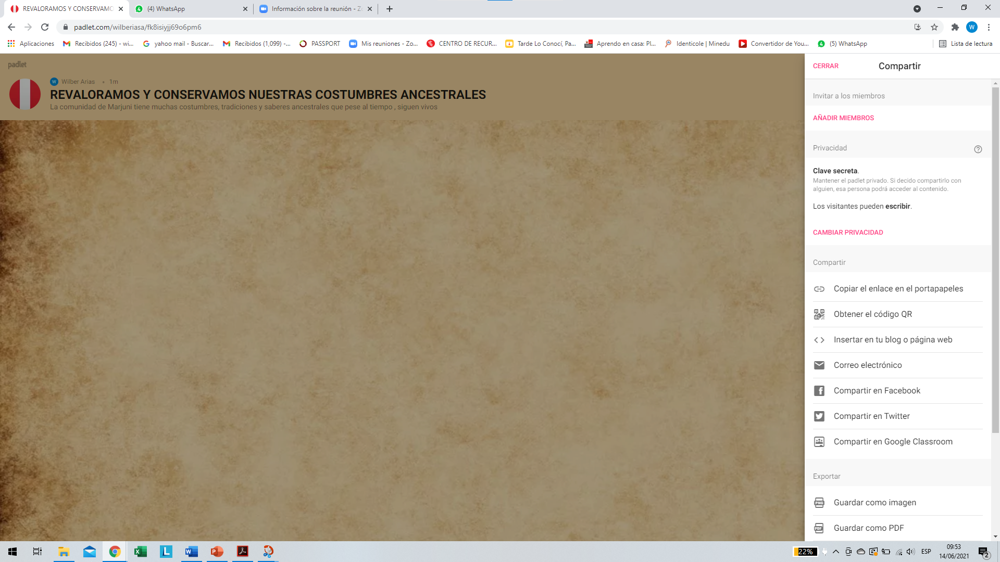 REVALORAMOS Y CONSERVAMO
(4) WhatsApp
Información sobre la reunión - Zo
padlet.com/wilberiasa/fk8isiyjj69o6pm6
W
Aplicaciones
Recibidos (245) - wi...
yahoo mail - Buscar...
Recibidos (1,099) -...
PASSPORT
Mis reuniones - Zo...
CENTRO DE RECUR...
Tarde Lo Conocí, Pa...
Aprendo en casa: Pl...
Identicole | Minedu
Convertidor de You...
(5) WhatsApp
Lista de lectura
padlet
W Wilber Arias • 1m
REVALORAMOS Y CONSERVAMOS NUESTRAS COSTUMBRES ANCESTRALES
La comunidad de Marjuni tiene muchas costumbres, tradiciones y saberes ancestrales que pese al tiempo , siguen vivos
CERRAR
Compartir
Invitar a los miembros
AÑADIR MIEMBROS
Privacidad
Clave secreta.
Mantener el padlet privado. Si decido compartirlo con
alguien, esa persona podrá acceder al contenido.
Los visitantes pueden escribir.
CAMBIAR PRIVACIDAD
Compartir
Copiar el enlace en el portapapeles
Obtener el código QR
Insertar en tu blog o página web
Correo electrónico
Compartir en Facebook
Compartir en Twitter
Compartir en Google Classroom
Exportar
Guardar como imagen
Guardar como PDF
22%
ESP
09:53
14/06/2021
2